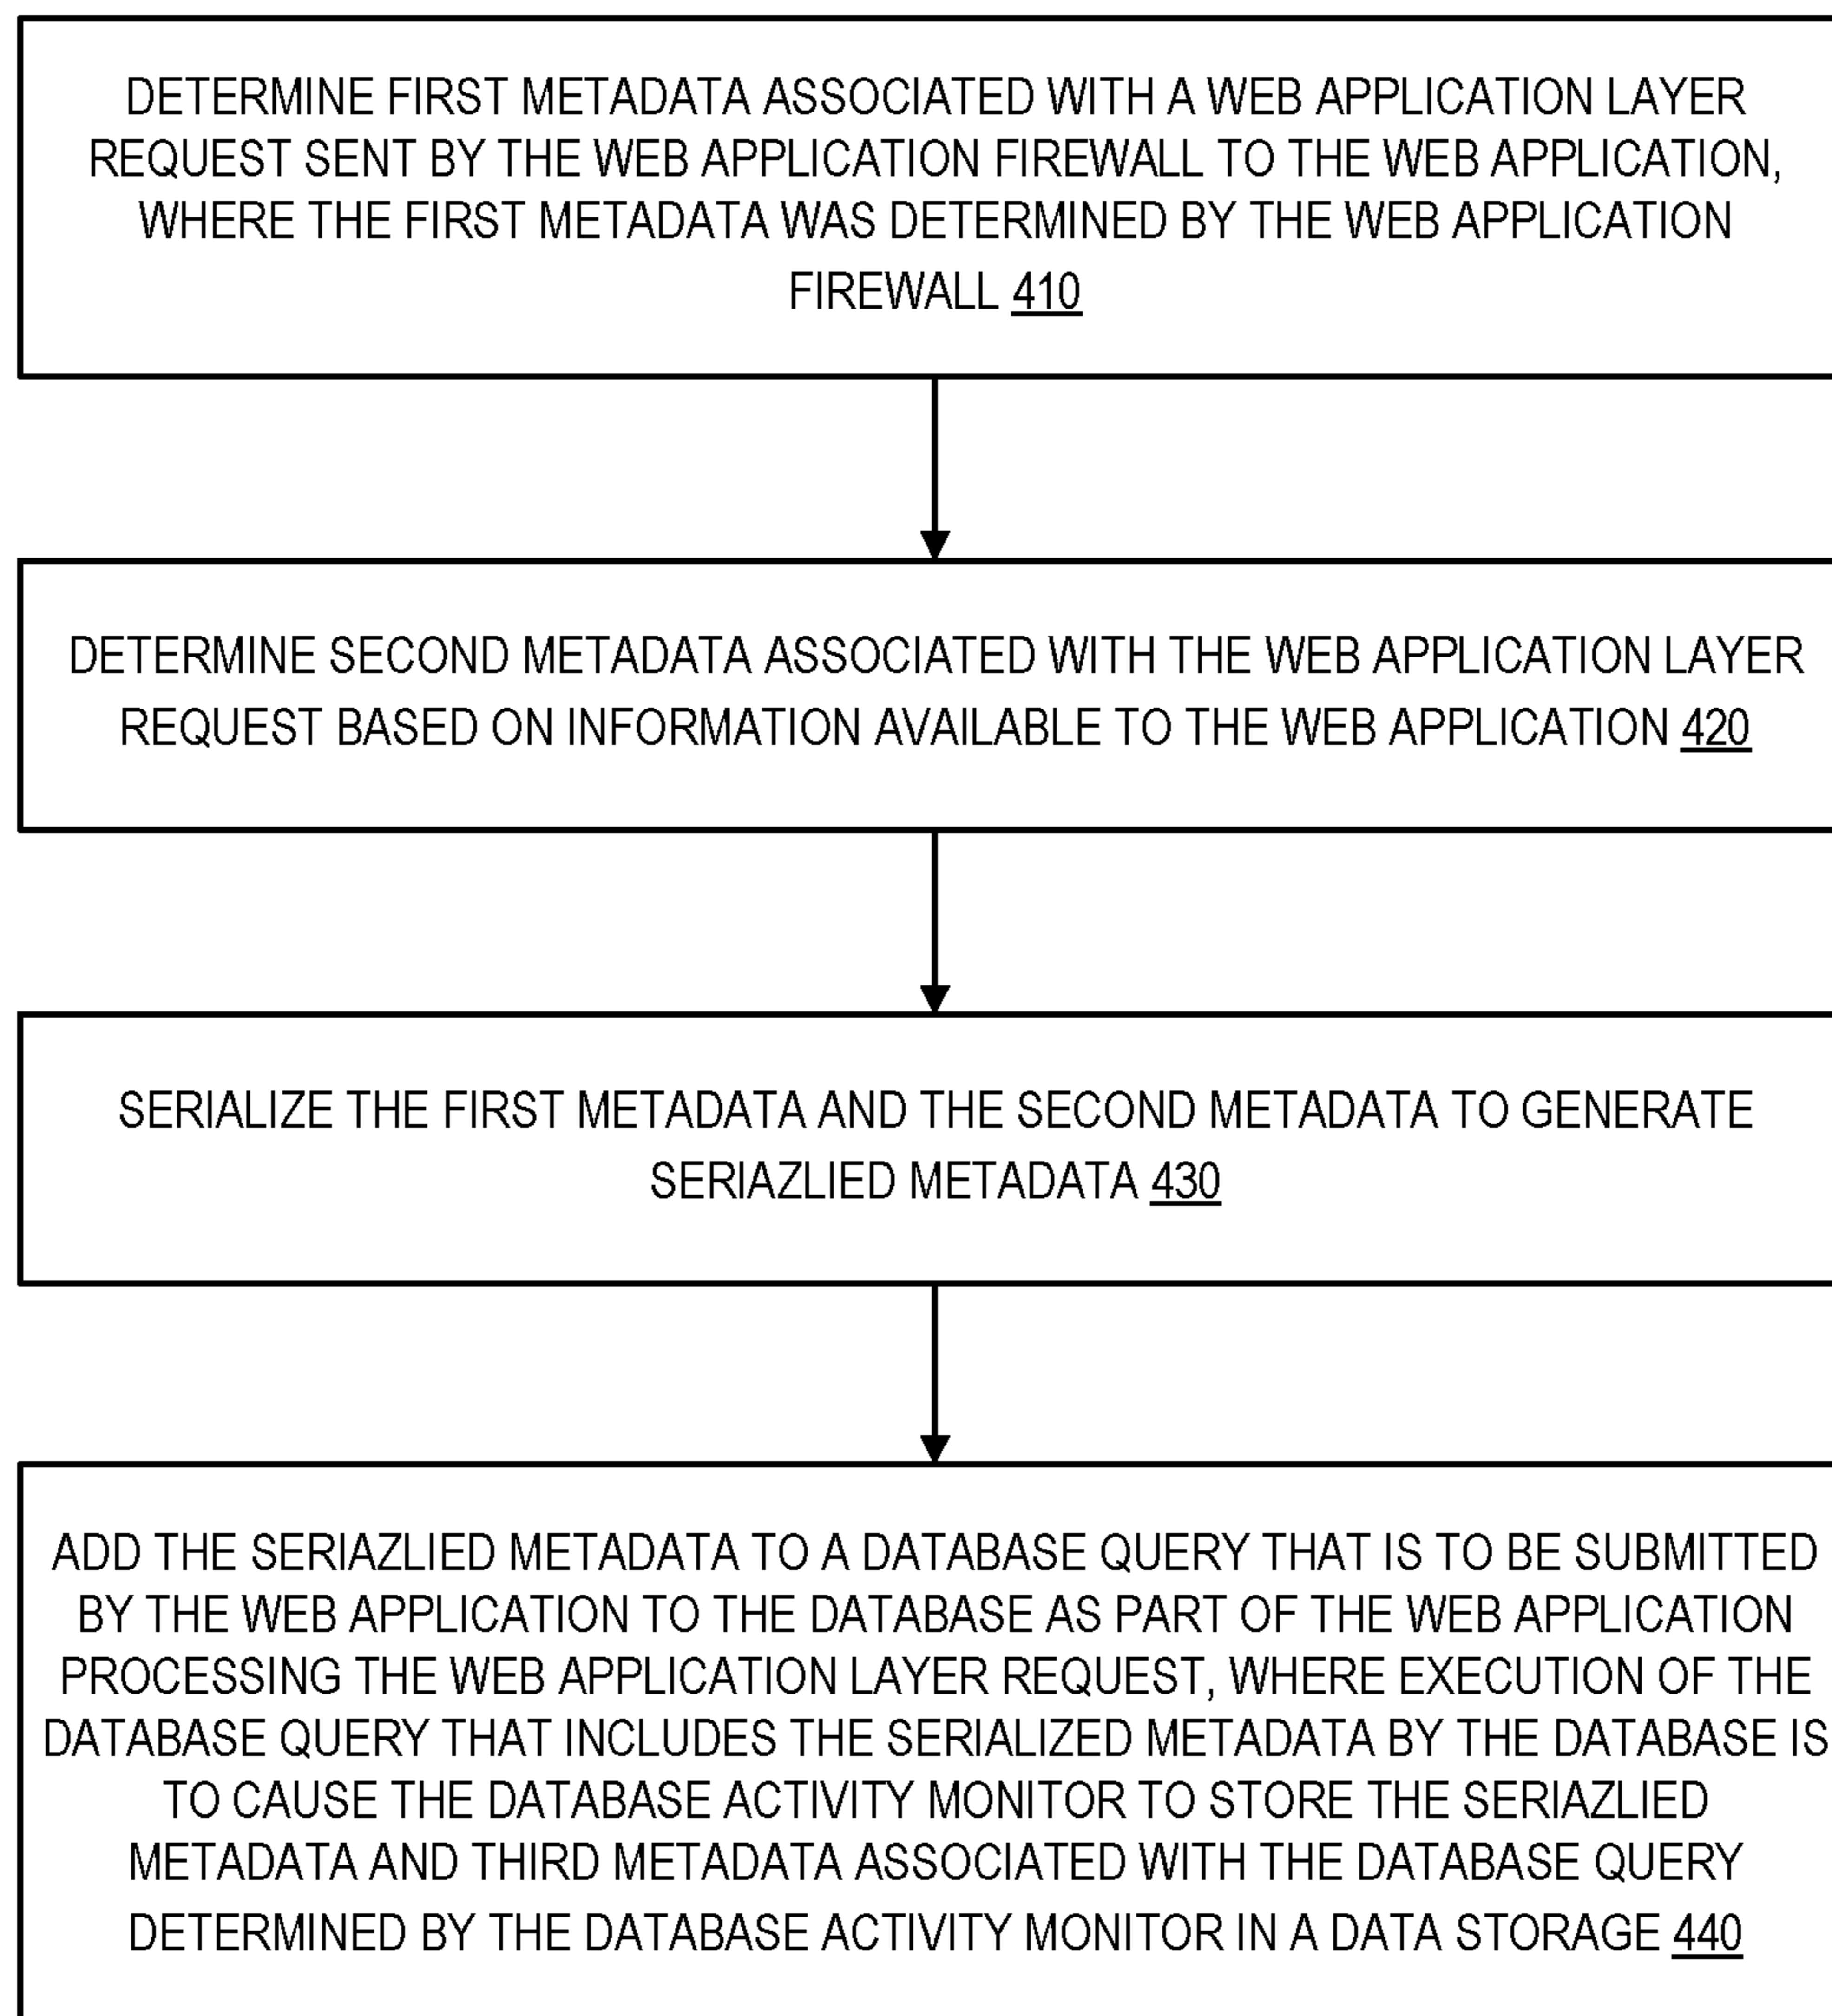 DETERMINE FIRST METADATA ASSOCIATED WITH A WEB APPLICATION LAYER
REQUEST SENT BY THE WEB APPLICATION FIREWALL TO THE WEB APPLICATION,
WHERE THE FIRST METADATA WAS DETERMINED BY THE WEB APPLICATION
FIREWALL 410
DETERMINE SECOND METADATA ASSOCIATED WITH THE WEB APPLICATION LAYER
REQUEST BASED ON INFORMATION AVAILABLE TO THE WEB APPLICATION 420
SERIALIZE THE FIRST METADATA AND THE SECOND METADATA TO GENERATE
SERIAZLIED METADATA 430
ADD THE SERIAZLIED METADATA TO A DATABASE QUERY THAT IS TO BE SUBMITTED
BY THE WEB APPLICATION TO THE DATABASE AS PART OF THE WEB APPLICATION
PROCESSING THE WEB APPLICATION LAYER REQUEST, WHERE EXECUTION OF THE
DATABASE QUERY THAT INCLUDES THE SERIALIZED METADATA BY THE DATABASE IS
TO CAUSE THE DATABASE ACTIVITY MONITOR TO STORE THE SERIAZLIED
METADATA AND THIRD METADATA ASSOCIATED WITH THE DATABASE QUERY
DETERMINED BY THE DATABASE ACTIVITY MONITOR IN A DATA STORAGE 440